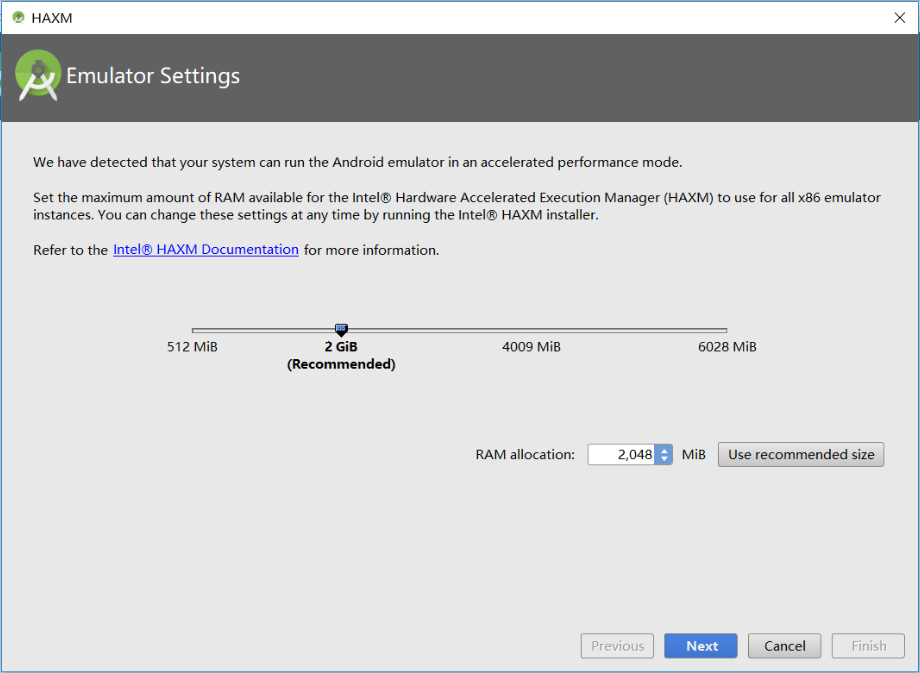 HAXM
Emulator Settings
We have detected that your system can run the Android emulator in an accelerated performance mode.
Set the maximum amount of RAM available for the Intel® Hardware Accelerated Execution Manager (HAXM) to use for all x86 emulator
instances. You can change these settings at any time by running the Intel® HAXM installer.
Refer to the Intel® HAXM Documentation for more information.
512 MiB 2 GiB 4009 MiB 6028 MiB
(Recommended)
RAM allocation: 2,048 MiB Use recommended size
Previous Next Cancel Finish